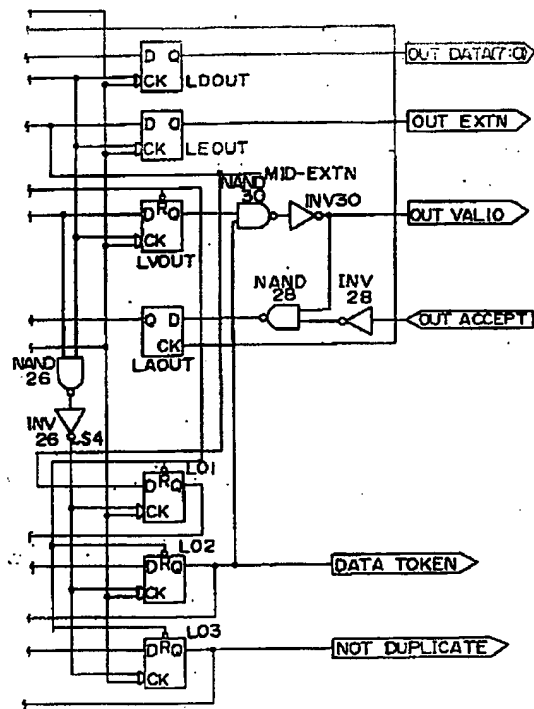 D Q
CK
LDOUT
OUT DATA(7:0)
D Q
CK
LEOUT
OUT EXTN
MID-EXTN
NAND
30
INV30
D R Q
CK
LVOUT
OUT VALID
NAND
28
INV
28
Q D
CK
LAOUT
OUT ACCEPT
NAND
26
INV
26
S4
LO1
D R Q
CK
LO2
D R Q
CK
DATA TOKEN
LO3
D R Q
CK
NOT DUPLICATE